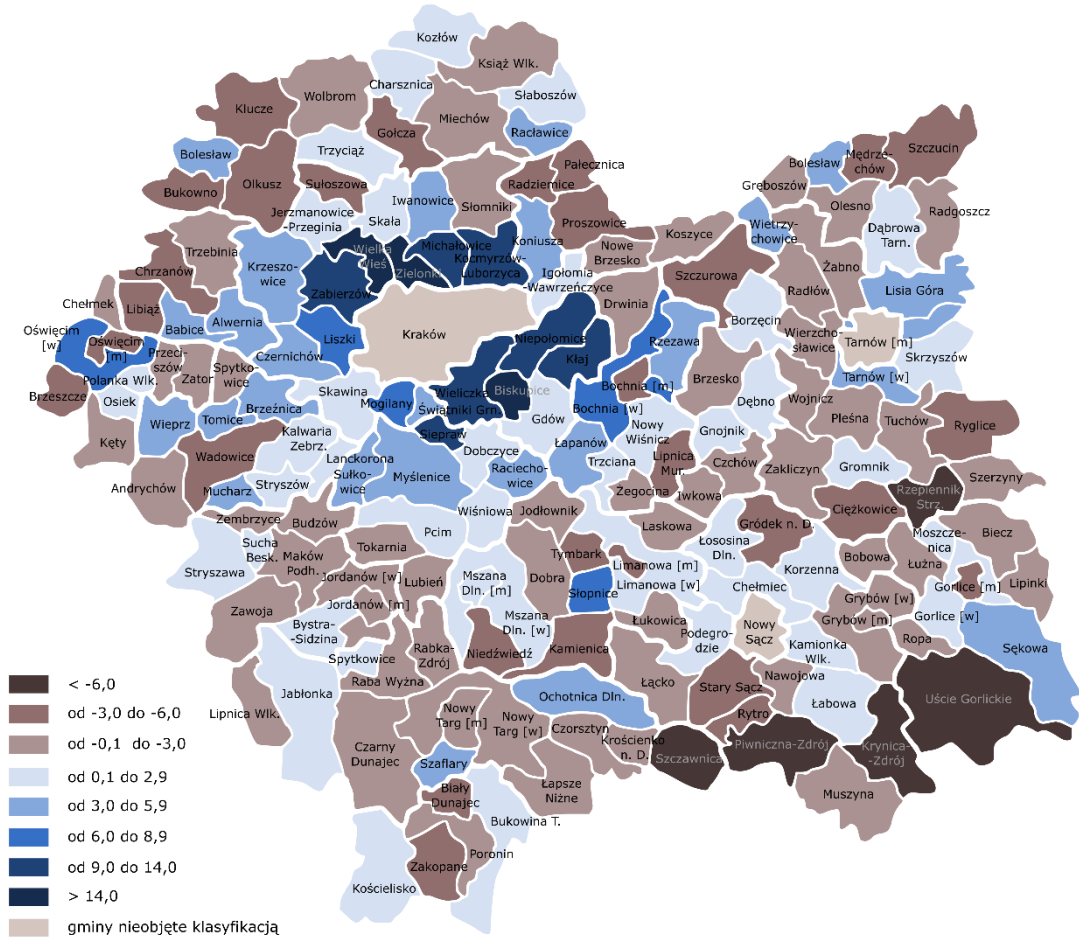 Kozłów
Książ Wlk.
Charsznica
Wolbrom
Słaboszów
Klucze
Miechów
Gołcza
Racławice
Szczucin
Bolesław
Trzyciąż
Pałecznica
Bolesław
Mędrze-
chów
Olkusz
Sułoszowa
Radziemice
Gręboszów
Bukowno
Iwanowice
Słomniki
Olesno
Radgoszcz
Jerzmanowice
-Przeginia
Skała
Proszowice
Koszyce
Wietrzy-
chowice
Dąbrowa
Tarn.
Trzebinia
Wielka
Wieś
Michałowice
Koniusza
Nowe
Brzesko
Żabno
Chrzanów
Krzeszo-
wice
Zielonki
Kocmyrzów-
Luborzyca
Igołomia
-Wawrzeńczyce
Szczurowa
Radłów
Lisia Góra
Chełmek
Libiąż
Zabierzów
Drwinia
Borzęcin
Oświęcim
[w]
Babice
Alwernia
Kraków
Niepołomice
Rzezawa
Wierzcho-
sławice
Tarnów [m]
Oświęcim
[m]
Liszki
Skrzyszów
Przeci-
szów
Czernichów
Kłaj
Polanka Wlk.
Zator
Spytko-
wice
Tarnów [w]
Brzeszcze
Osiek
Skawina
Wieliczka
Biskupice
Bochnia [m]
Brzesko
Dębno
Wojnicz
Mogilany
Świątniki Grn.
Bochnia [w]
Wieprz
Tomice
Brzeźnica
Gdów
Pleśna
Tuchów
Ryglice
Kęty
Kalwaria
Zebrz.
Siepraw
Nowy
Wiśnicz
Gnojnik
Wadowice
Lanckorona
Dobczyce
Łapanów
Lipnica
Mur.
Czchów
Zakliczyn
Gromnik
Szerzyny
Andrychów
Mucharz
Stryszów
Sułko-
wice
Myślenice
Raciecho-
wice
Trzciana
Żegocina
Iwkowa
Rzepiennik
Strz.
Zembrzyce
Budzów
Wiśniowa
Jodłownik
Laskowa
Gródek n. D.
Ciężkowice
Sucha
Besk.
Tokarnia
Pcim
Łososina
Dln.
Moszcze-
nica
Biecz
Stryszawa
Maków
Podh.
Tymbark
Limanowa [m]
Korzenna
Bobowa
Łużna
Jordanów [w]
Lubień
Mszana
Dln. [m]
Dobra
Limanowa [w]
Chełmiec
Gorlice [m]
Lipinki
Zawoja
Jordanów [m]
Słopnice
Grybów [w]
Bystra-
-Sidzina
Mszana
Dln. [w]
Łukowica
Podegro-
dzie
Nowy
Sącz
Grybów [m]
Gorlice [w]
Spytkowice
Rabka-
Zdrój
Niedźwiedź
Kamienica
Kamionka
Wlk.
Ropa
Sękowa
Raba Wyżna
Łącko
Stary Sącz
Nawojowa
Jabłonka
Ochotnica Dln.
Łabowa
Uście Gorlickie
Lipnica Wlk.
Nowy
Targ [m]
Nowy
Targ [w]
Czorsztyn
Rytro
Czarny
Dunajec
Krościenko
n. D.
Szczawnica
Piwniczna-Zdrój
Krynica
-Zdrój
Szaflary
Łapsze
Niżne
Muszyna
Biały
Dunajec
Bukowina T.
Poronin
Zakopane
Kościelisko
< -6,0
od -3,0 do -6,0
od -0,1 do -3,0
od 0,1 do 2,9
od 3,0 do 5,9
od 6,0 do 8,9
od 9,0 do 14,0
> 14,0
gminy nieobjęte klasyfikacją